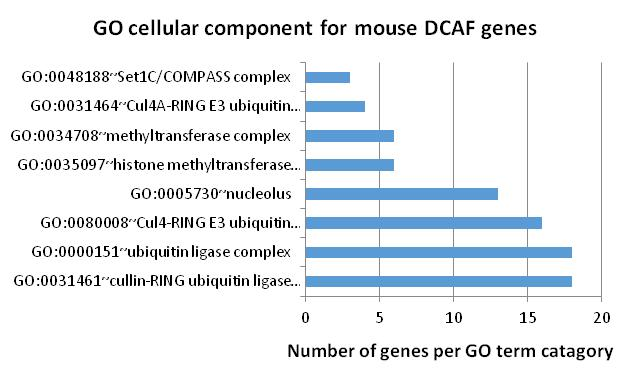 GO cellular component for mouse DCAF genes
GO:0048188~Set1C/COMPASS complex
GO:0031464~Cul4A-RING E3 ubiquitin...
GO:0034708~methyltransferase complex
GO:0035097~histone methyltransferase...
GO:0005730~nucleolus
GO:0080008~Cul4-RING E3 ubiquitin...
GO:0000151~ubiquitin ligase complex
GO:0031461~cullin-RING ubiquitin ligase...
0 5 10 15 20
Number of genes per GO term catagory